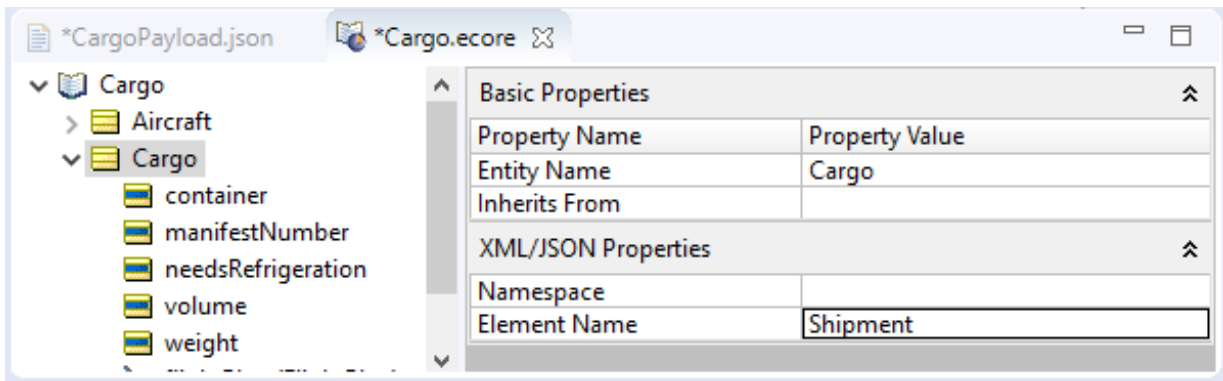 *CargoPayload.json
*Cargo.ecore
Cargo
Aircraft
Cargo
container
manifestNumber
needsRefrigeration
volume
weight
Basic Properties
Property Name Property Value
Entity Name Cargo
Inherits From
XML/JSON Properties
Namespace
Element Name Shipment